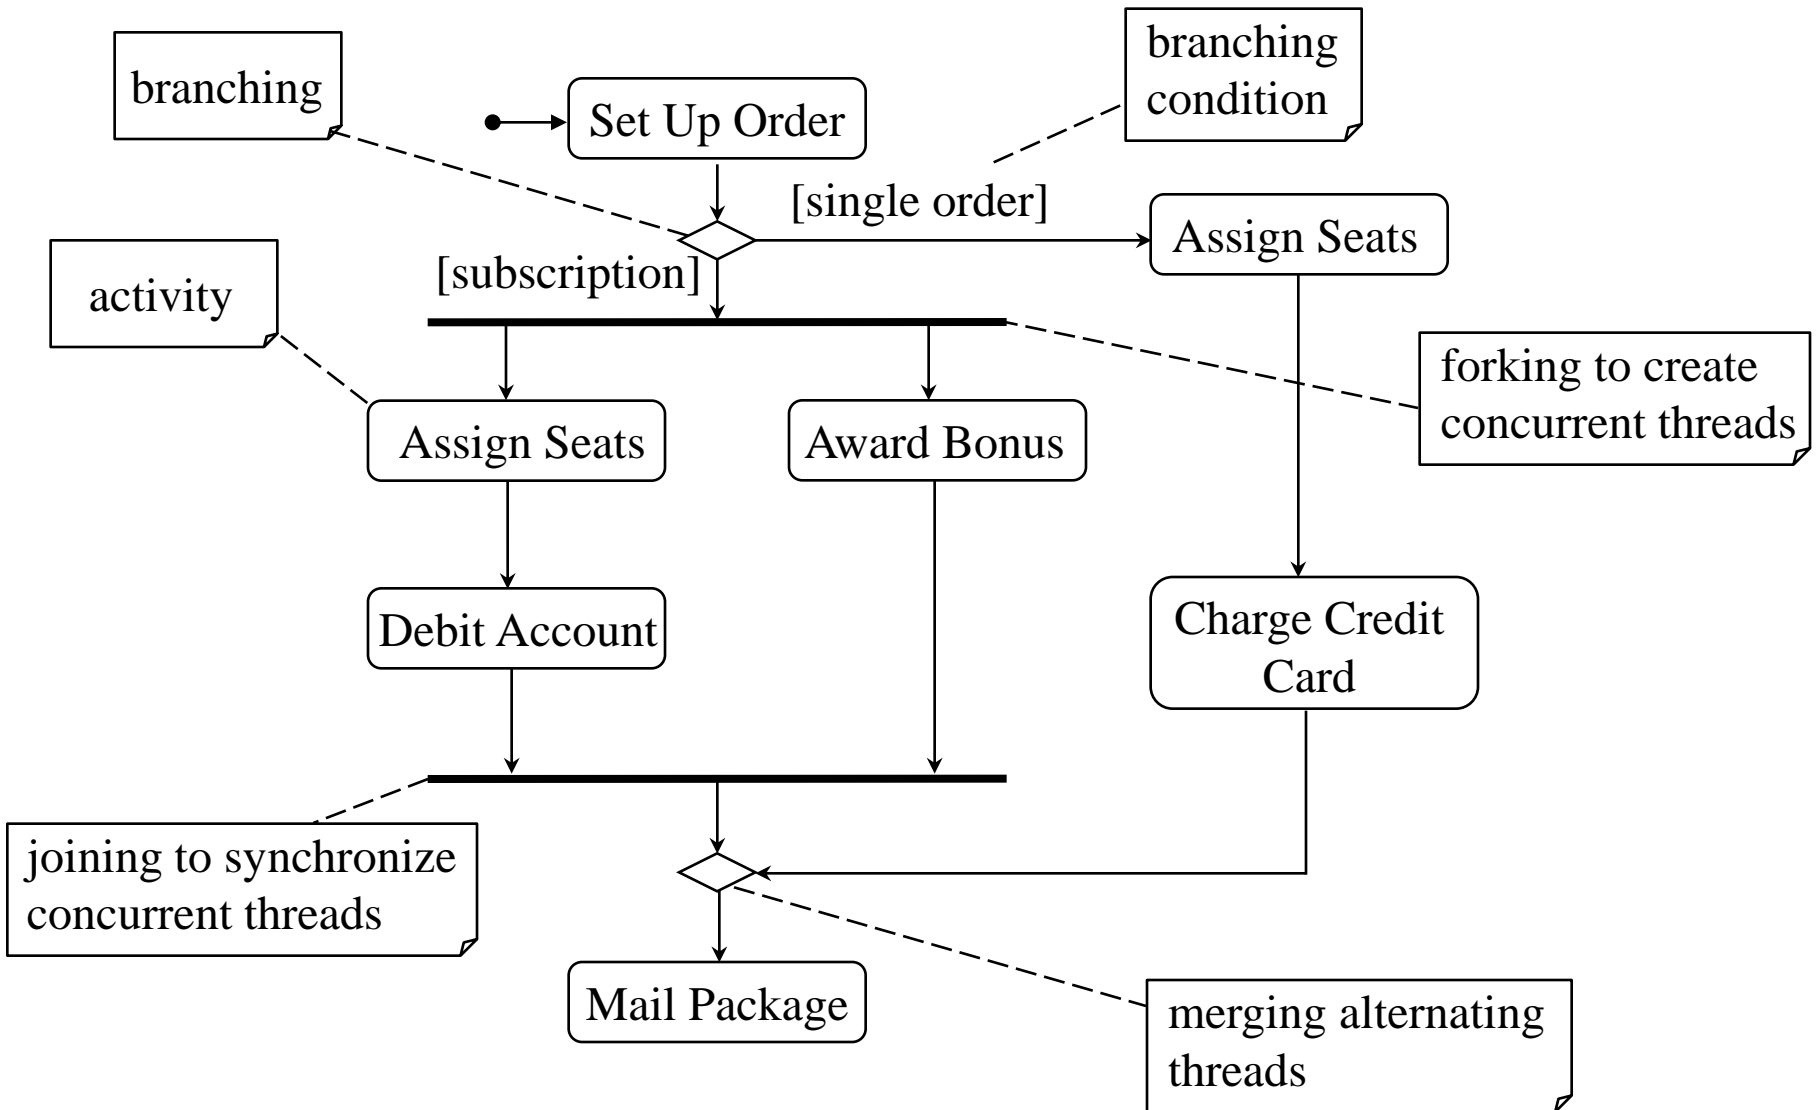 branching
branching
condition
Set Up Order
[single order]
Assign Seats
[subscription]
activity
forking to create
concurrent threads
Assign Seats
Award Bonus
Debit Account
Charge Credit
Card
joining to synchronize
concurrent threads
Mail Package
merging alternating
threads